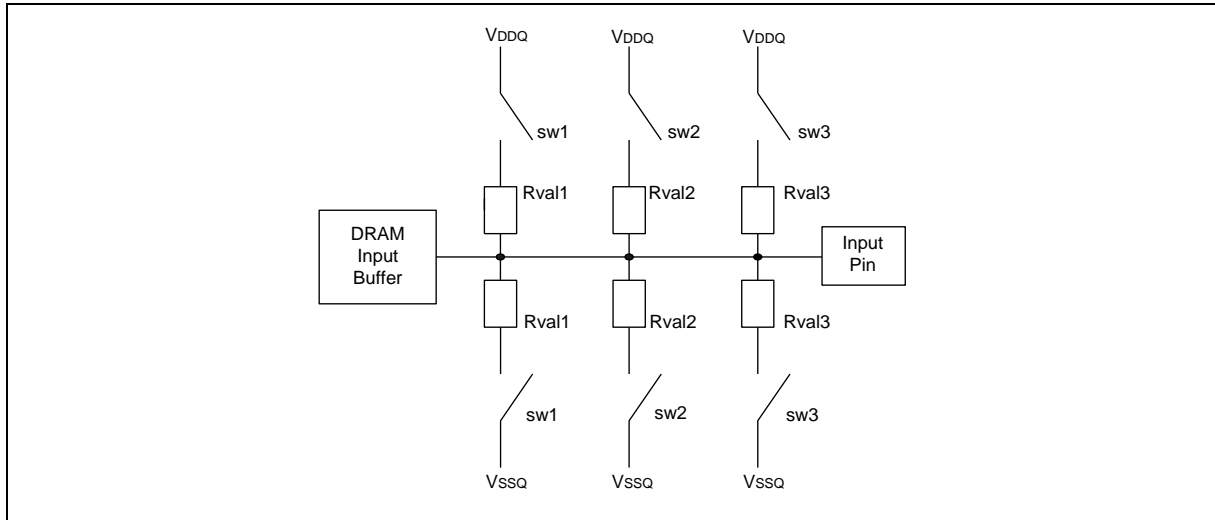 VDDQ VDDQ VDDQ
sw1 sw2 sw3
Rval1 Rval2 Rval3
DRAM
Input
Buffer
Input
Pin
Rval1 Rval2 Rval3
sw1 sw2 sw3
VSSQ VSSQ VSSQ